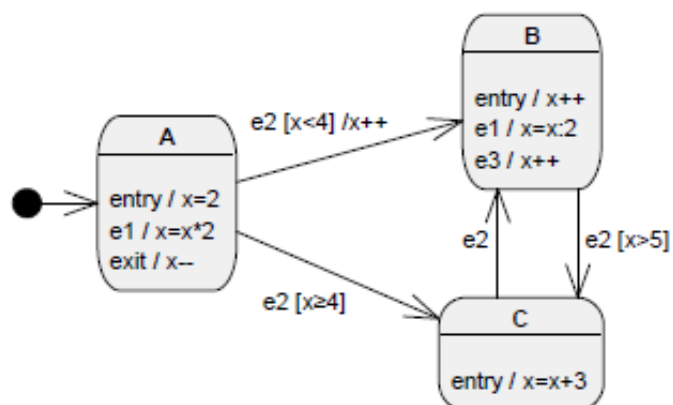 B
entry / x++
e1 / x=x:2
e3 / x++
e2 [x<4] /x++
A
entry / x=2
e1 / x=x*2
exit / x--
e2
e2 [x>5]
e2 [x≥4]
C
entry / x=x+3